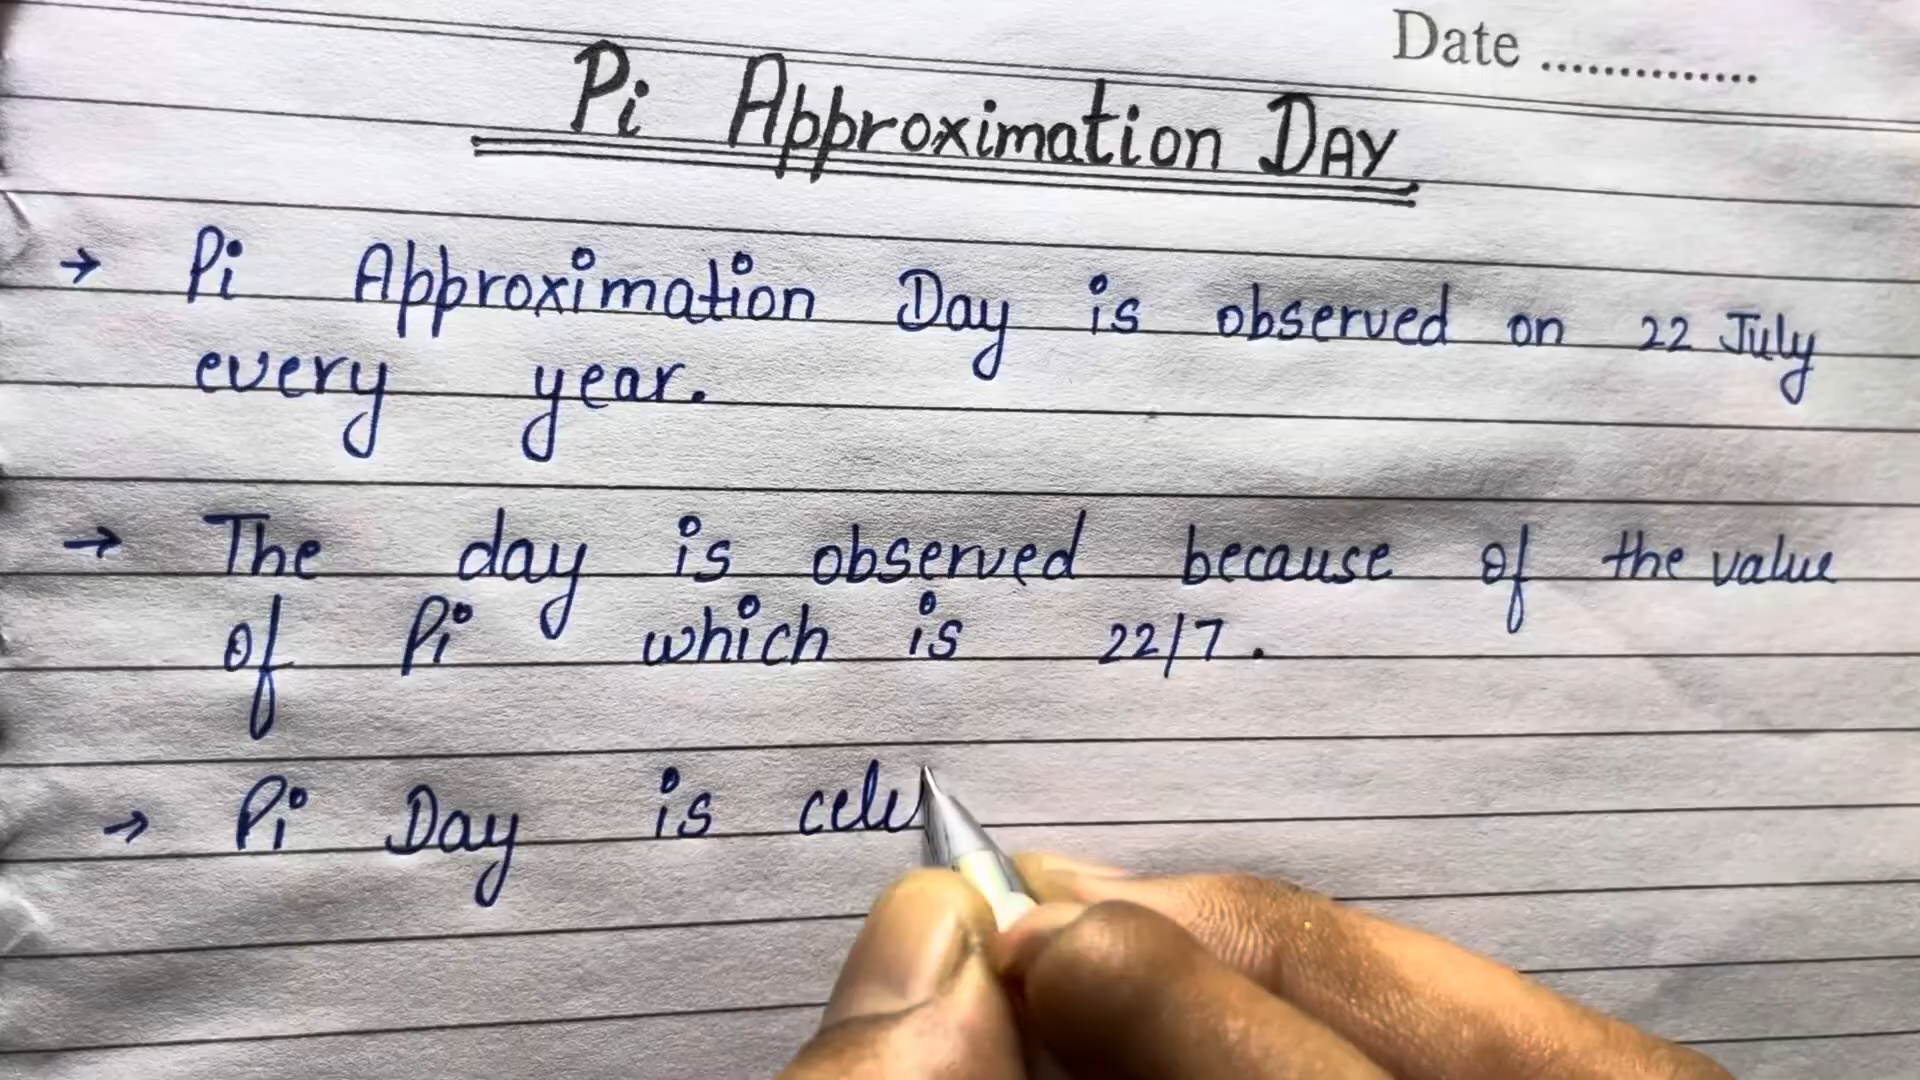 Date ..............
Pi Approximation DAY
→ Pi Approximation Day is observed on 22 July
every year.
→ The day is observed because of the value
of Pi which is 22/7.
→ Pi Day is cele